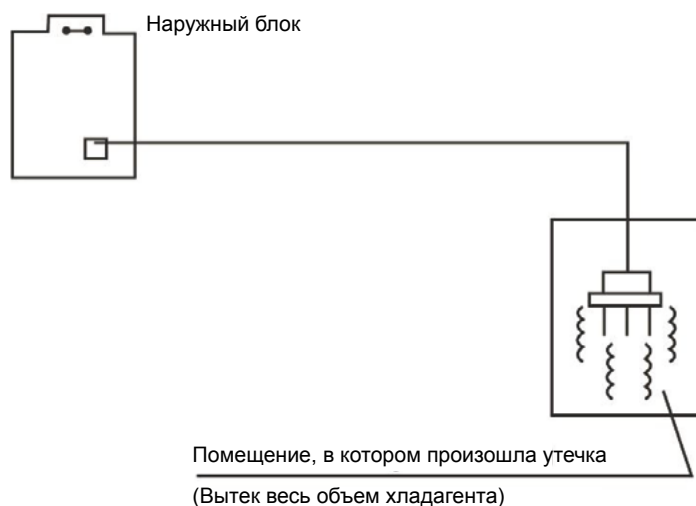 Наружный блок
Помещение, в котором произошла утечка
(Вытек весь объем хладагента)